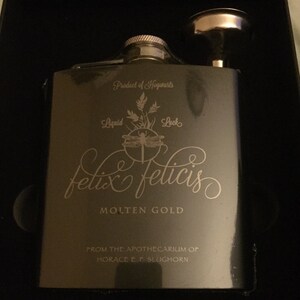 Product of Hogwarts
Liquid Luck
felix felicis
MOLTEN GOLD
FROM THE APOTHECARIUM OF
HORACE E. F. SLUGHORN